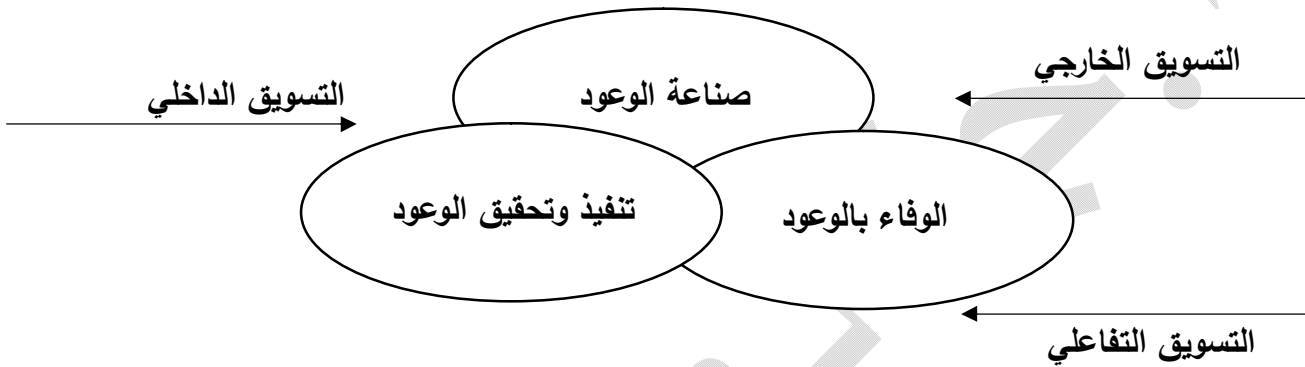 التسويق الخارجي
صناعة الوعود
التسويق الداخلي
الوفاء بالوعود
تنفيذ وتحقيق الوعود
التسويق التفاعلي